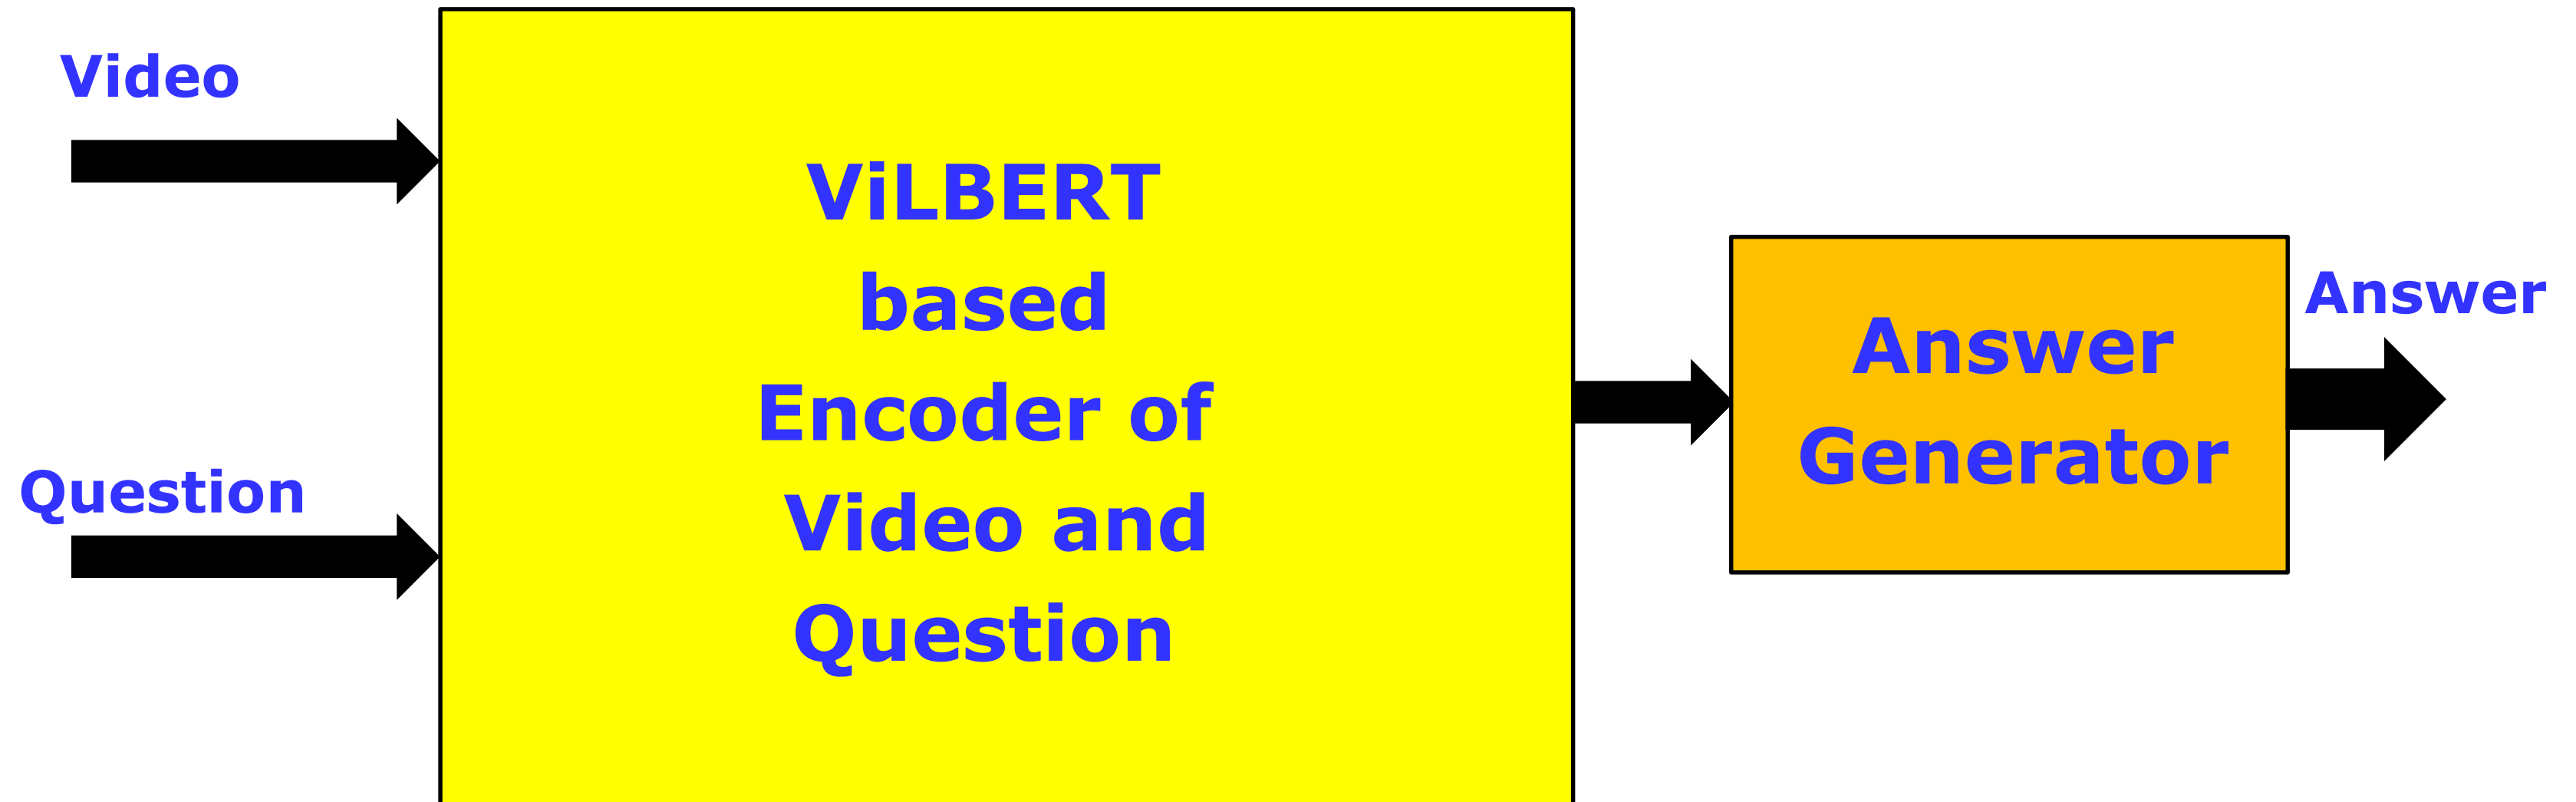 Video
Question
ViLBERT
based
Encoder of
Video and
Question
Answer
Generator
Answer